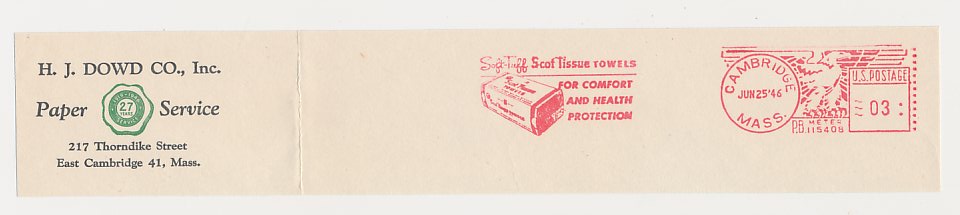 H. J. DOWD CO., Inc.
Paper Service
27
YEARS
SERVICE
217 Thorndike Street
East Cambridge 41, Mass.
Soft-Tuff ScotTissue TOWELS
FOR COMFORT
AND HEALTH
PROTECTION
CAMBRIDGE
JUN 25 '46
MASS.
U.S. POSTAGE
03
P.B. METER
115408